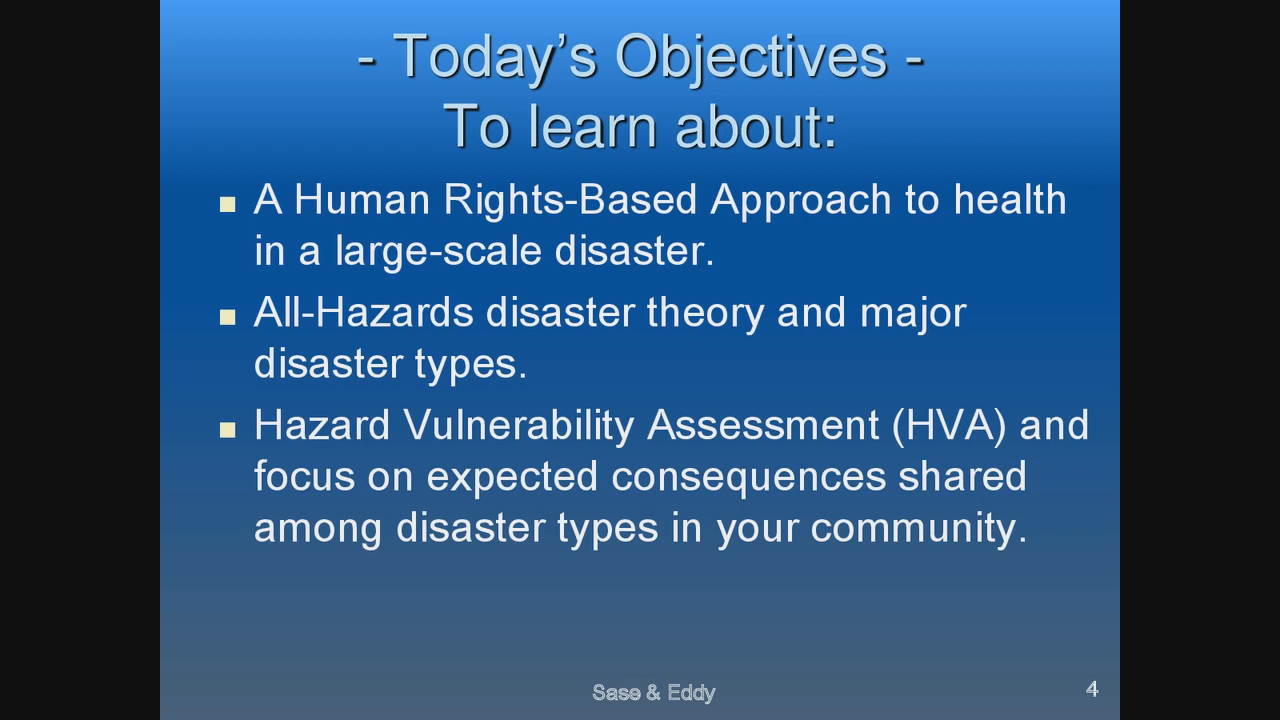 - Today’s Objectives -
To learn about:
A Human Rights-Based Approach to health
in a large-scale disaster.
All-Hazards disaster theory and major
disaster types.
Hazard Vulnerability Assessment (HVA) and
focus on expected consequences shared
among disaster types in your community.
Sase & Eddy
4